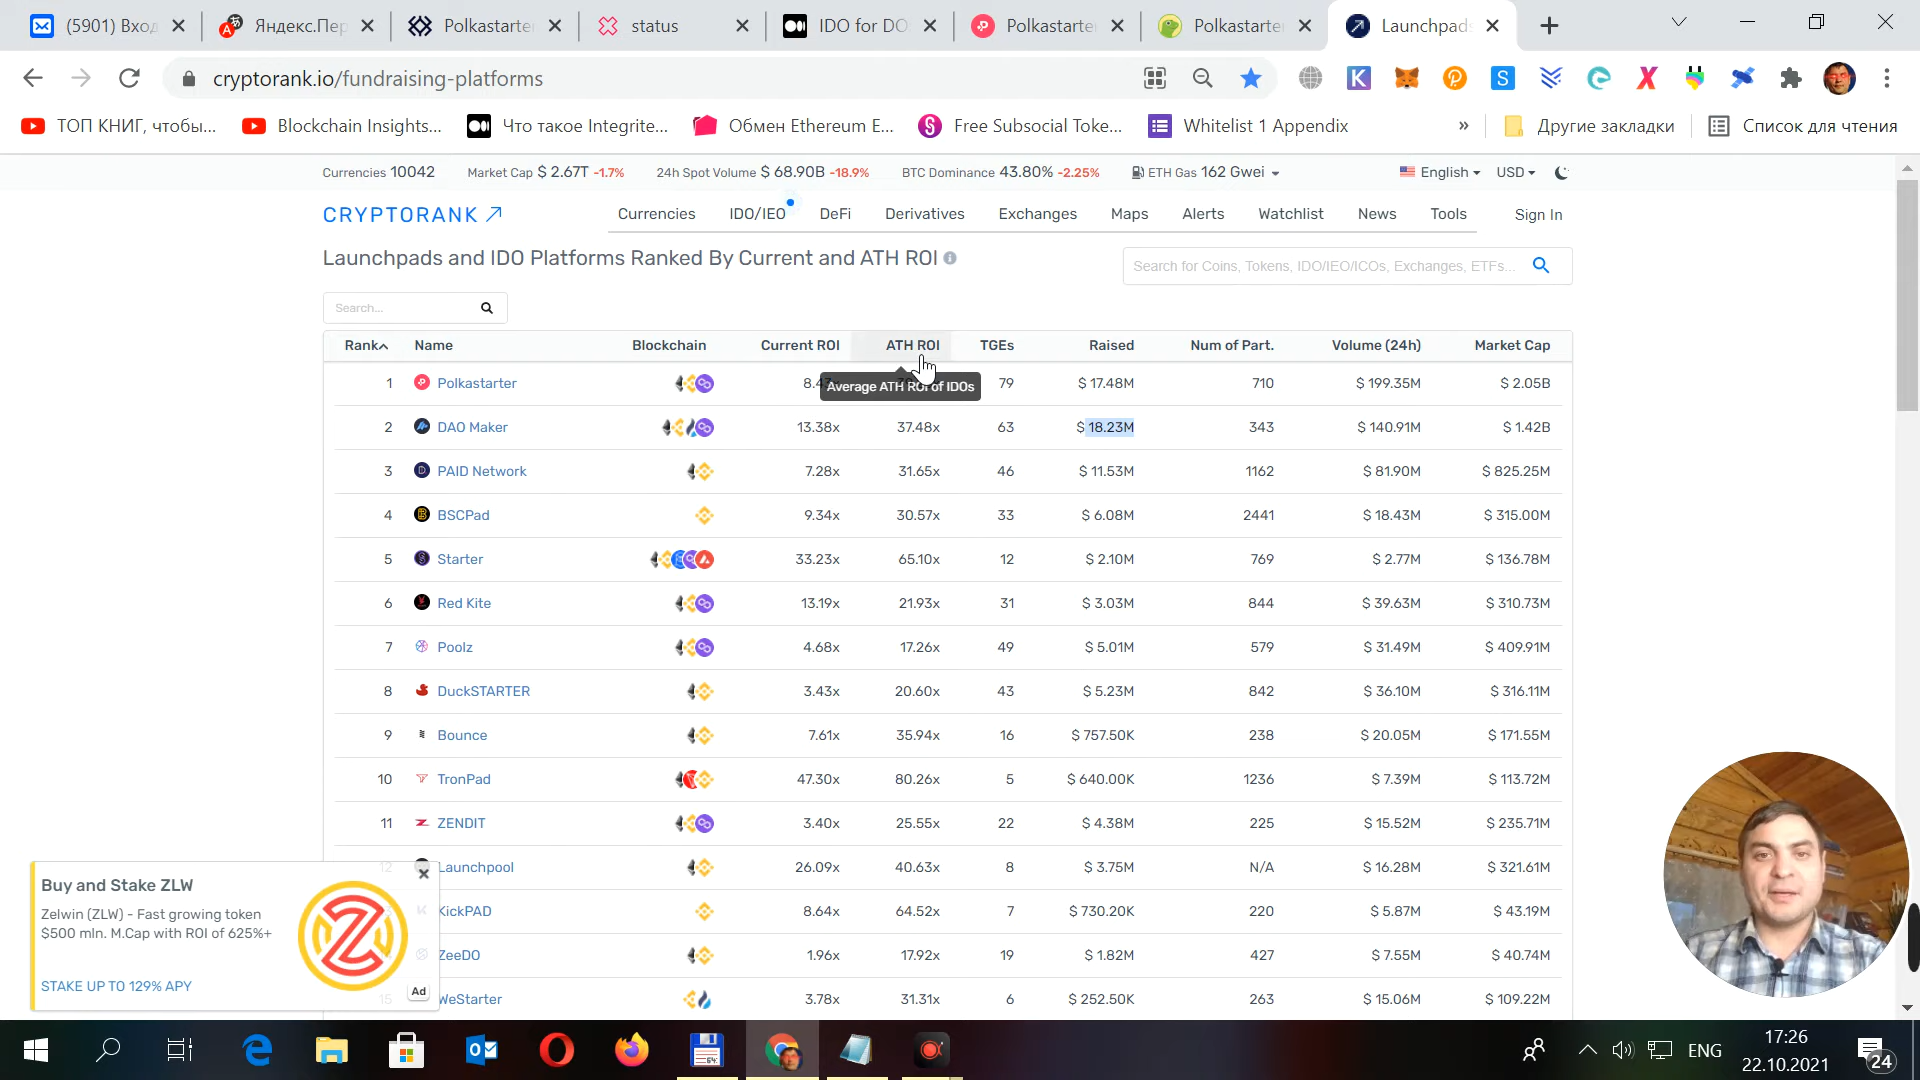 (5901) Вход
Яндекс.Пер
Polkastarte
status
IDO for DO
Polkastarte
Polkastarte
Launchpads
cryptorank.io/fundraising-platforms
ТОП КНИГ, чтобы...
Blockchain Insights...
Что такое Integrite...
Обмен Ethereum E...
Free Subsocial Toke...
Whitelist 1 Appendix
»
Другие закладки
Список для чтения
Currencies 10042 Market Cap $ 2.67T -1.7% 24h Spot Volume $ 68.90B -18.9% BTC Dominance 43.80% -2.25% ETH Gas 162 Gwei English USD
CRYPTORANK
Currencies IDO/IEO DeFi Derivatives Exchanges Maps Alerts Watchlist News Tools Sign In
Launchpads and IDO Platforms Ranked By Current and ATH ROI
Search for Coins, Tokens, IDO/IEO/ICOs, Exchanges, ETFs...
Search...
Rank Name Blockchain Current ROI ATH ROI TGEs Raised Num of Part. Volume (24h) Market Cap
1 Polkastarter 79 $ 17.48M 710 $ 199.35M $ 2.05B
Average ATH ROI of IDOs
2 DAO Maker 13.38x 37.48x 63 $ 18.23M 343 $ 140.91M $ 1.42B
3 PAID Network 7.28x 31.65x 46 $ 11.53M 1162 $ 81.90M $ 825.25M
4 BSCPad 9.34x 30.57x 33 $ 6.08M 2441 $ 18.43M $ 315.00M
5 Starter 33.23x 65.10x 12 $ 2.10M 769 $ 2.77M $ 136.78M
6 Red Kite 13.19x 21.93x 31 $ 3.03M 844 $ 39.63M $ 310.73M
7 Poolz 4.68x 17.26x 49 $ 5.01M 579 $ 31.49M $ 409.91M
8 DuckSTARTER 3.43x 20.60x 43 $ 5.23M 842 $ 36.10M $ 316.11M
9 Bounce 7.61x 35.94x 16 $ 757.50K 238 $ 20.05M $ 171.55M
10 TronPad 47.30x 80.26x 5 $ 640.00K 1236 $ 7.39M $ 113.72M
11 ZENDIT 3.40x 25.55x 22 $ 4.38M 225 $ 15.52M $ 235.71M
12 Launchpool 26.09x 40.63x 8 $ 3.75M N/A $ 16.28M $ 321.61M
KickPAD 8.64x 64.52x 7 $ 730.20K 220 $ 5.87M $ 43.19M
ZeeDO 1.96x 17.92x 19 $ 1.82M 427 $ 7.55M $ 40.74M
15 WeStarter 3.78x 31.31x 6 $ 252.50K 263 $ 15.06M $ 109.22M
Buy and Stake ZLW
Zelwin (ZLW) - Fast growing token
$500 mln. M.Cap with ROI of 625%+
STAKE UP TO 129% APY
Ad
ENG
17:26
22.10.2021
24